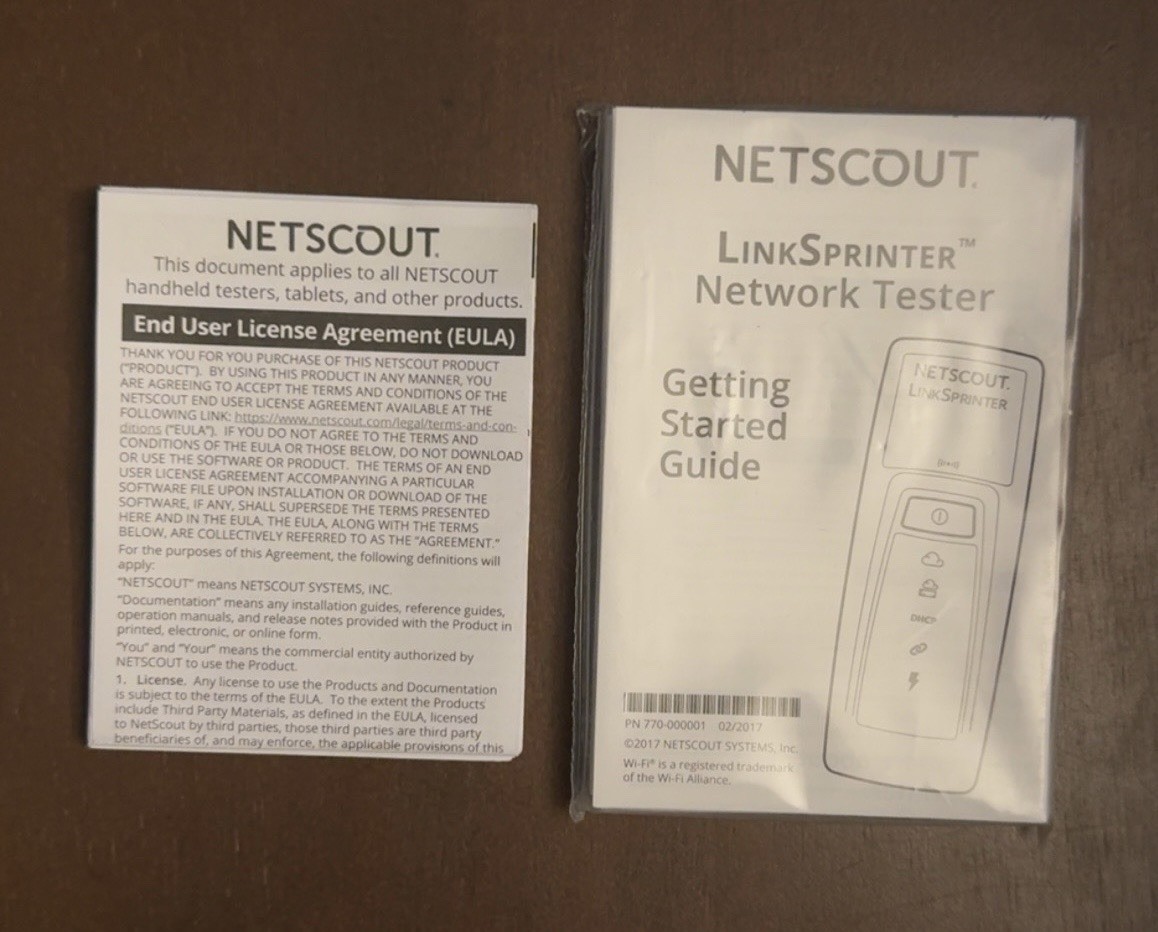 NETSCOUT.
This document applies to all NETSCOUT
handheld testers, tablets, and other products.
End User License Agreement (EULA)
THANK YOU FOR YOU PURCHASE OF THIS NETSCOUT PRODUCT
("PRODUCT"). BY USING THIS PRODUCT IN ANY MANNER, YOU
ARE AGREEING TO ACCEPT THE TERMS AND CONDITIONS OF THE
NETSCOUT END USER LICENSE AGREEMENT AVAILABLE AT THE
FOLLOWING LINK: https://www.netscout.com/legal/terms-and-con-
ditions ("EULA"). IF YOU DO NOT AGREE TO THE TERMS AND
CONDITIONS OF THE EULA OR THOSE BELOW, DO NOT DOWNLOAD
OR USE THE SOFTWARE OR PRODUCT. THE TERMS OF AN END
USER LICENSE AGREEMENT ACCOMPANYING A PARTICULAR
SOFTWARE FILE UPON INSTALLATION OR DOWNLOAD OF THE
SOFTWARE, IF ANY, SHALL SUPERSEDE THE TERMS PRESENTED
HERE AND IN THE EULA. THE EULA, ALONG WITH THE TERMS
BELOW, ARE COLLECTIVELY REFERRED TO AS THE "AGREEMENT."
For the purposes of this Agreement, the following definitions will
apply:
"NETSCOUT" means NETSCOUT SYSTEMS, INC.
"Documentation" means any installation guides, reference guides,
operation manuals, and release notes provided with the Product in
printed, electronic, or online form.
"You" and "Your" means the commercial entity authorized by
NETSCOUT to use the Product.
1. License. Any license to use the Products and Documentation
is subject to the terms of the EULA. To the extent the Products
include Third Party Materials, as defined in the EULA, licensed
to NetScout by third parties, those third parties are third party
beneficiaries of, and may enforce, the applicable provisions of this
NETSCOUT.
LINKSPRINTER™
Network Tester
Getting
Started
Guide
NETSCOUT.
LINKSPRINTER
DHCP
PN 770-000001 02/2017
©2017 NETSCOUT SYSTEMS, Inc.
Wi-Fi® is a registered trademark
of the Wi-Fi Alliance.